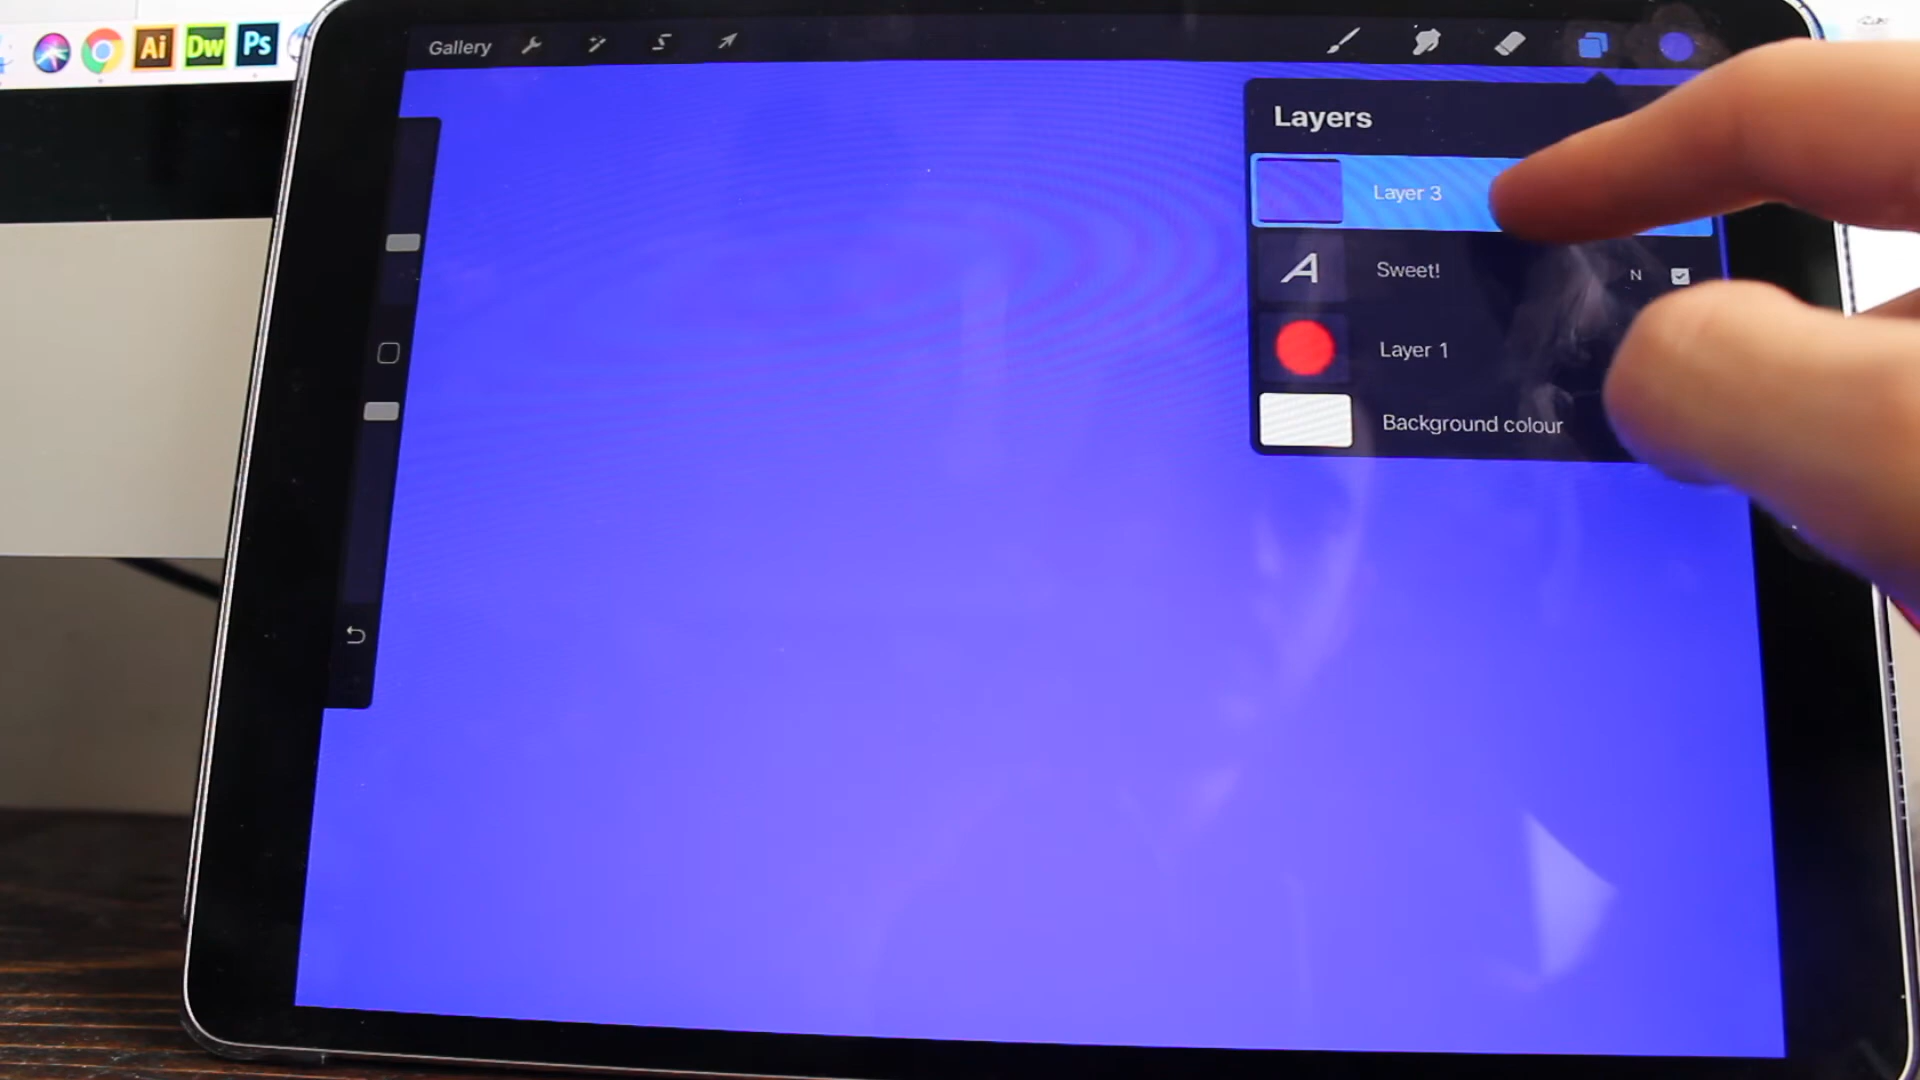 Ai Dw Ps
Gallery
Layers
Layer 3
Sweet!
N
Layer 1
Background colour